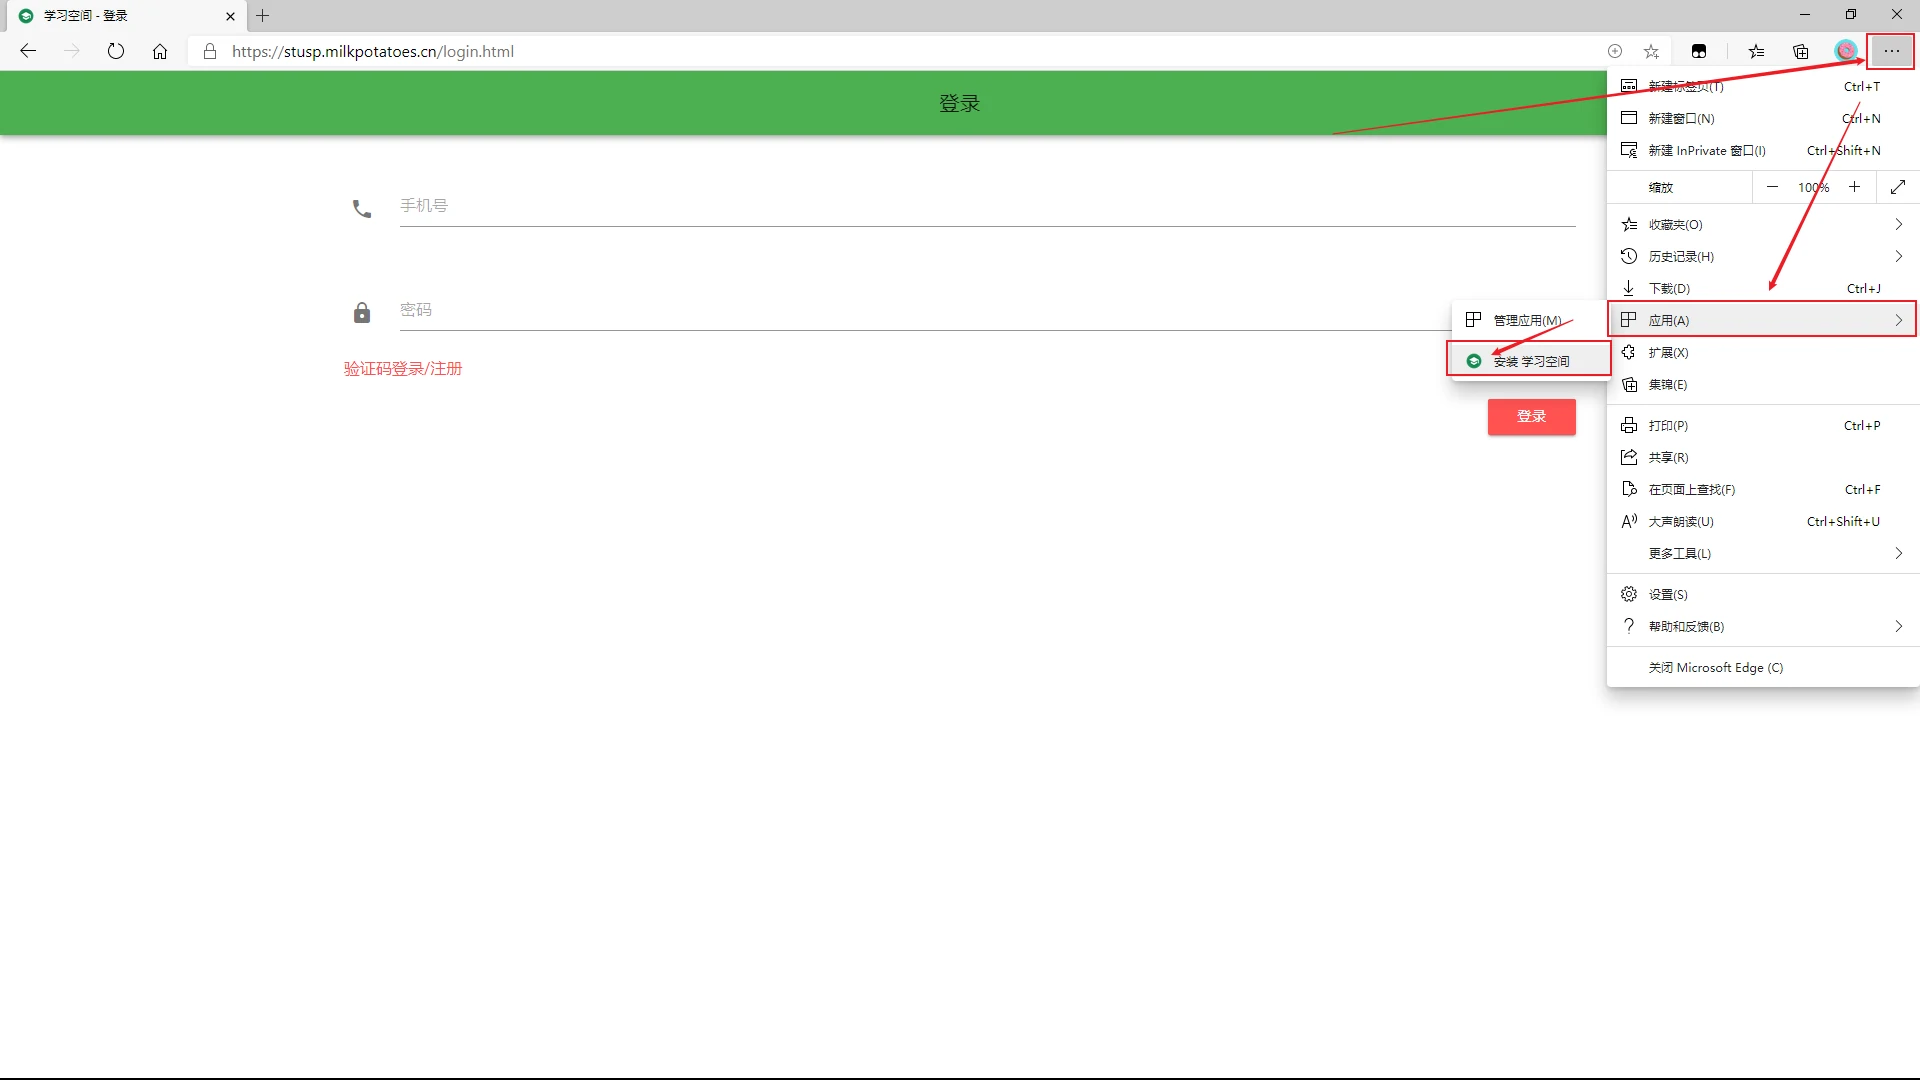 学习空间 - 登录
https://stusp.milkpotatoes.cn/login.html
登录
手机号
密码
验证码登录/注册
登录
新建标签页(T) Ctrl+T
新建窗口(N) Ctrl+N
新建 InPrivate 窗口(I) Ctrl+Shift+N
缩放 100%
收藏夹(O)
历史记录(H)
下载(D) Ctrl+J
应用(A)
管理应用(M)
安装 学习空间
扩展(X)
集锦(E)
打印(P) Ctrl+P
共享(R)
在页面上查找(F) Ctrl+F
大声朗读(U) Ctrl+Shift+U
更多工具(L)
设置(S)
帮助和反馈(B)
关闭 Microsoft Edge (C)